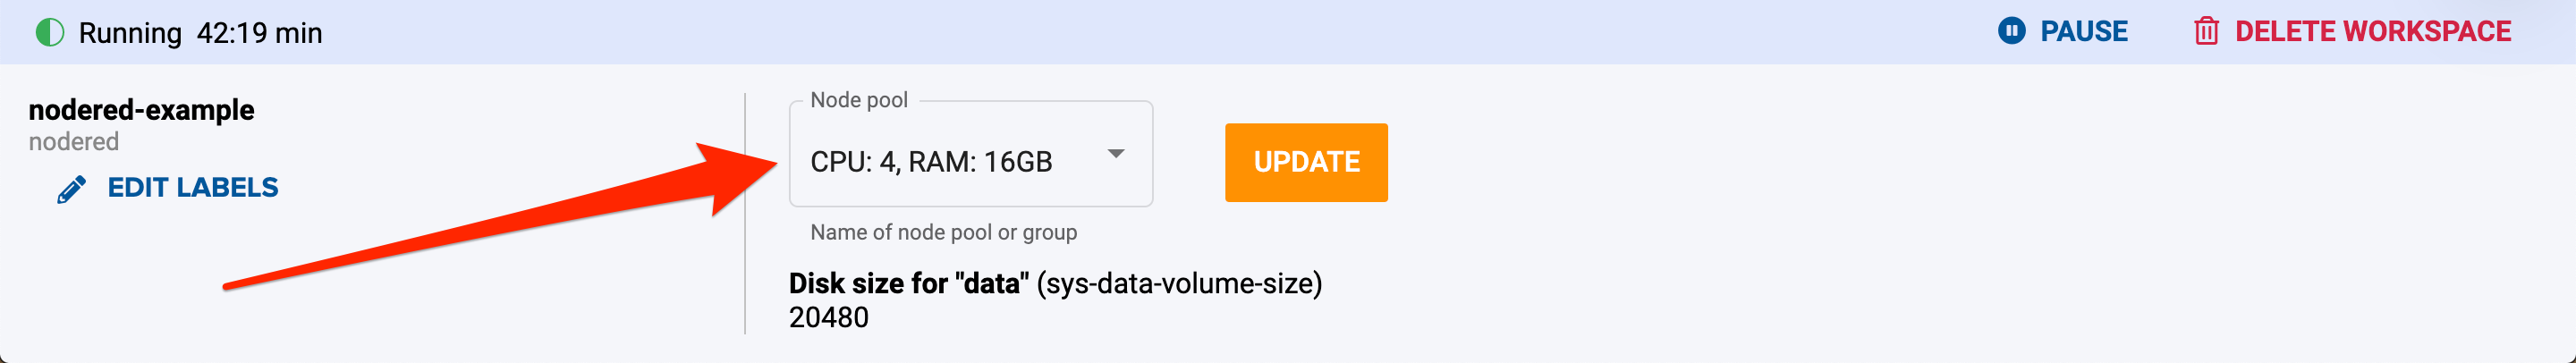 Running 42:19 min
PAUSE
DELETE WORKSPACE
nodered-example
nodered
EDIT LABELS
Node pool
CPU: 4, RAM: 16GB
UPDATE
Name of node pool or group
Disk size for "data" (sys-data-volume-size)
20480